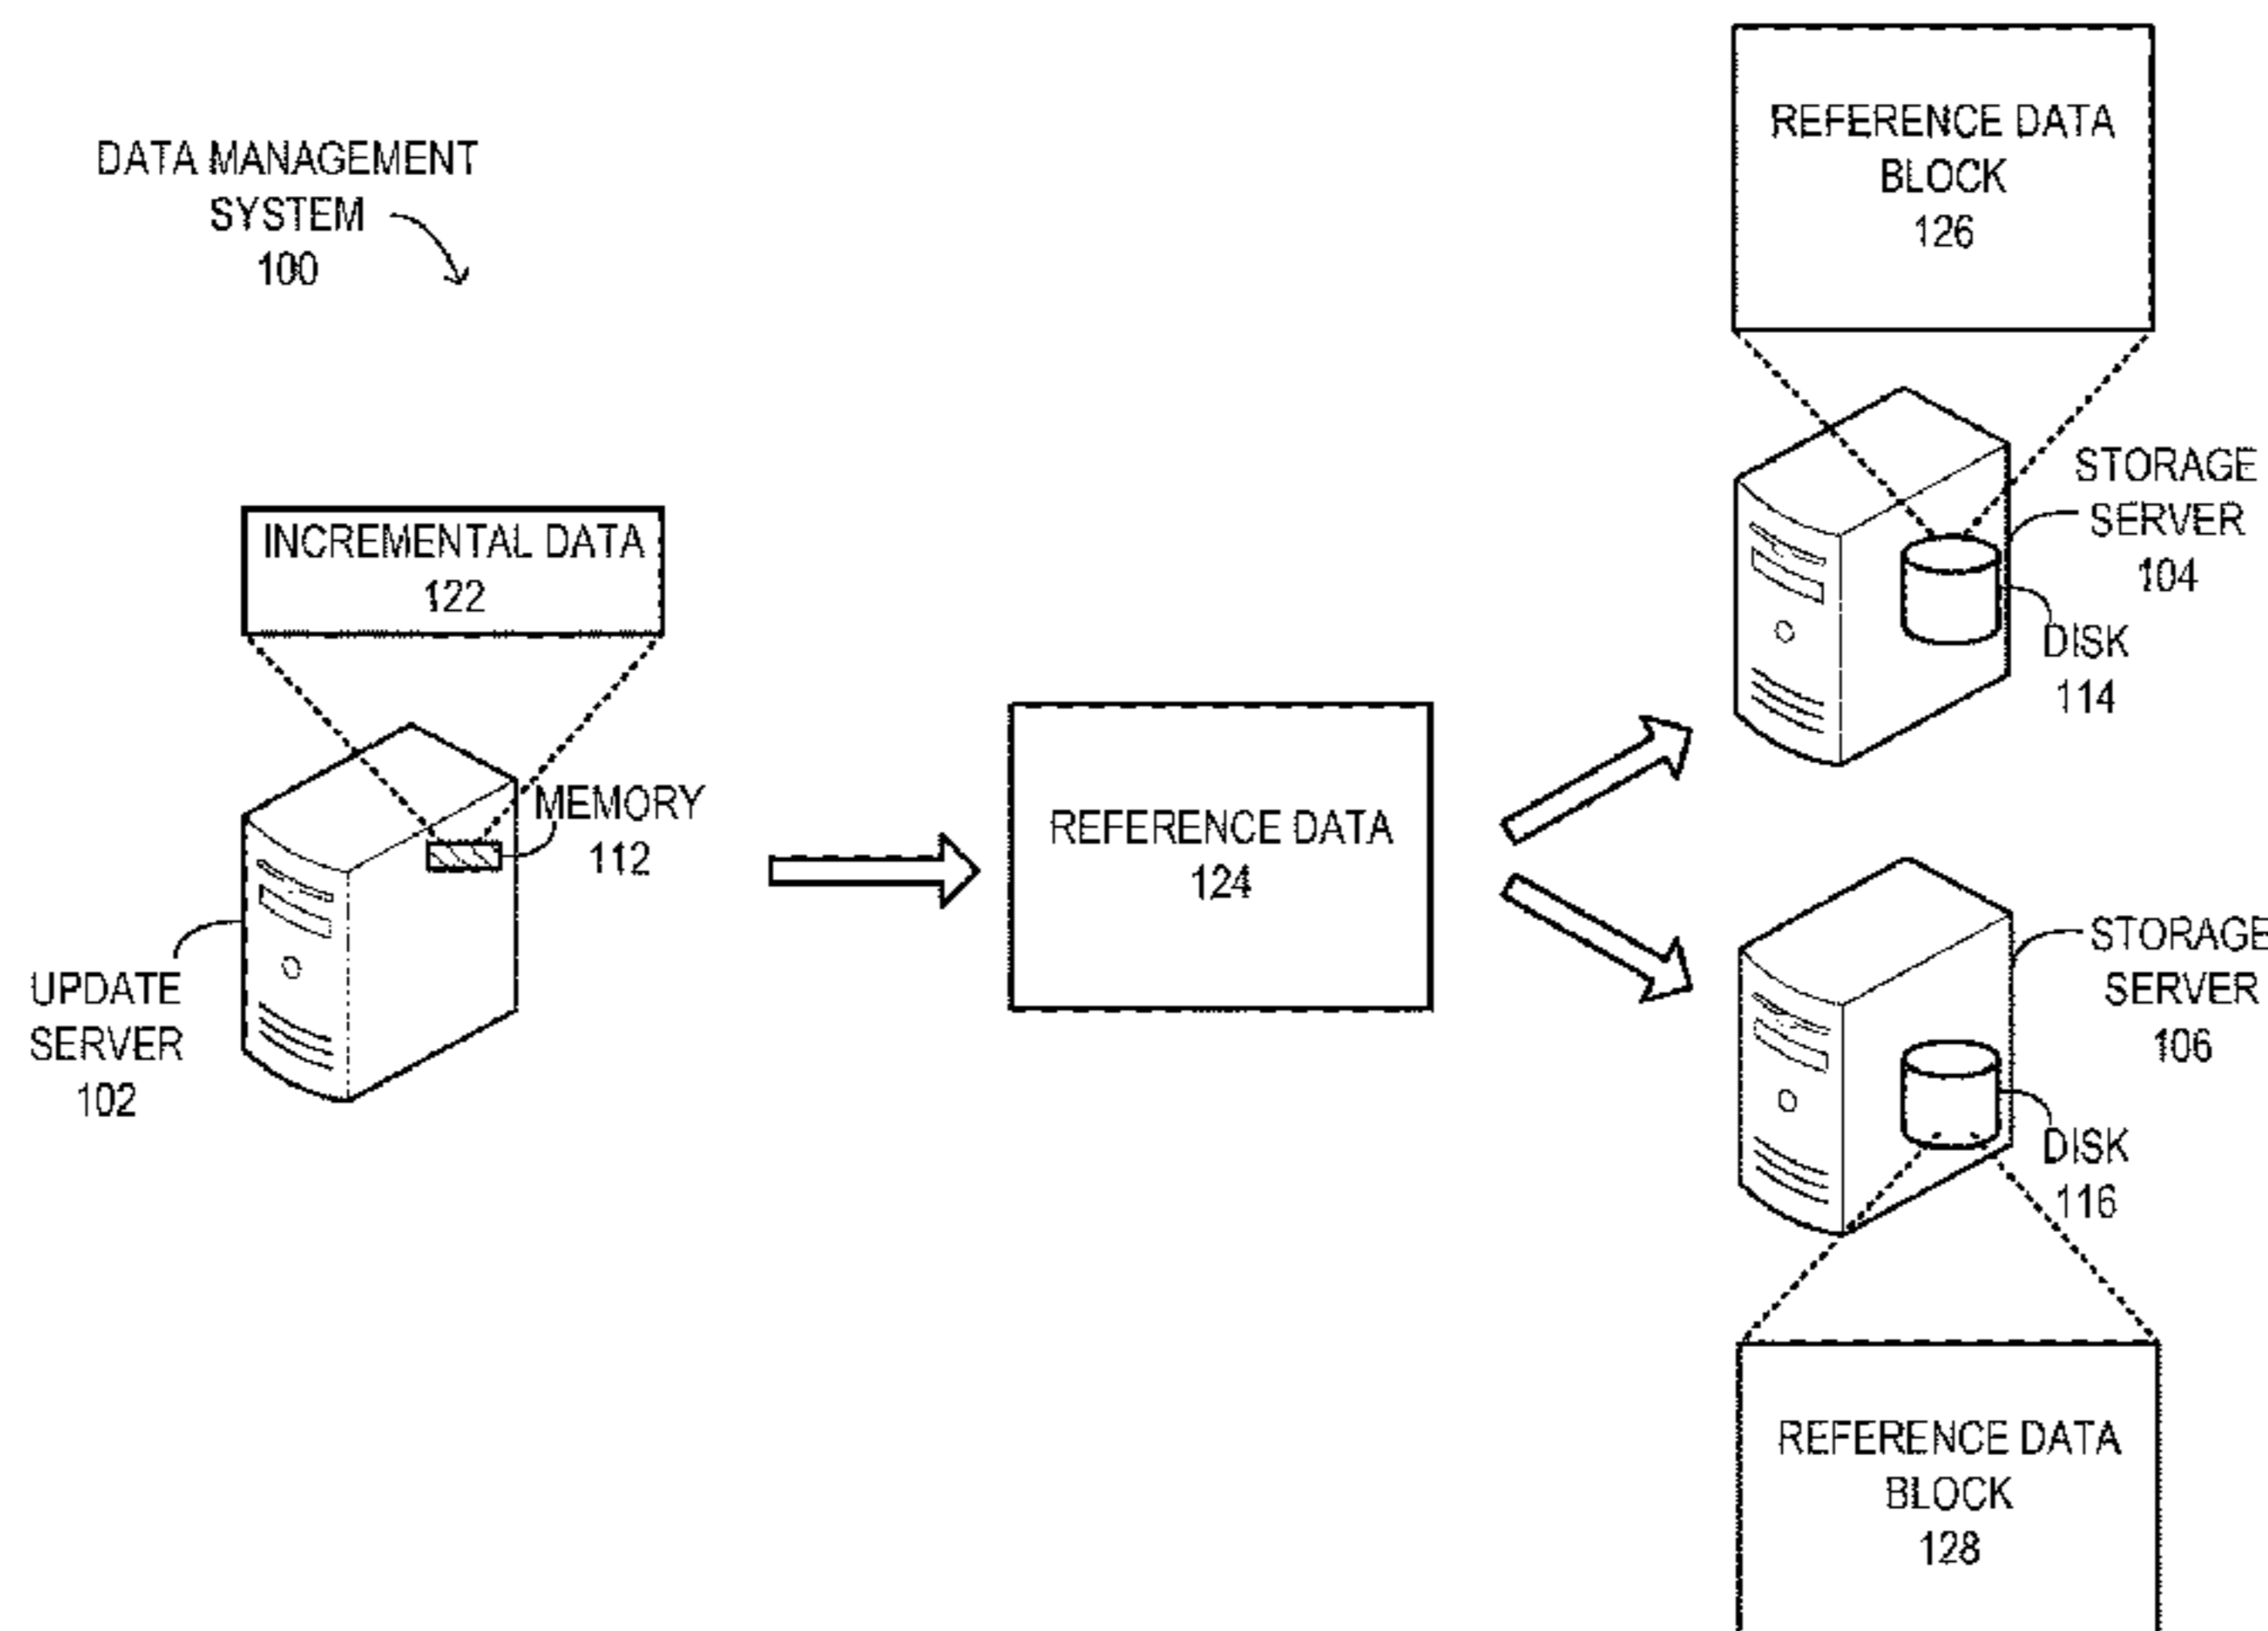 DATA MANAGEMENT
SYSTEM
100
INCREMENTAL DATA
122
MEMORY
112
UPDATE
SERVER
102
REFERENCE DATA
124
REFERENCE DATA
BLOCK
126
STORAGE
SERVER
104
DISK
114
STORAGE
SERVER
106
DISK
116
REFERENCE DATA
BLOCK
128